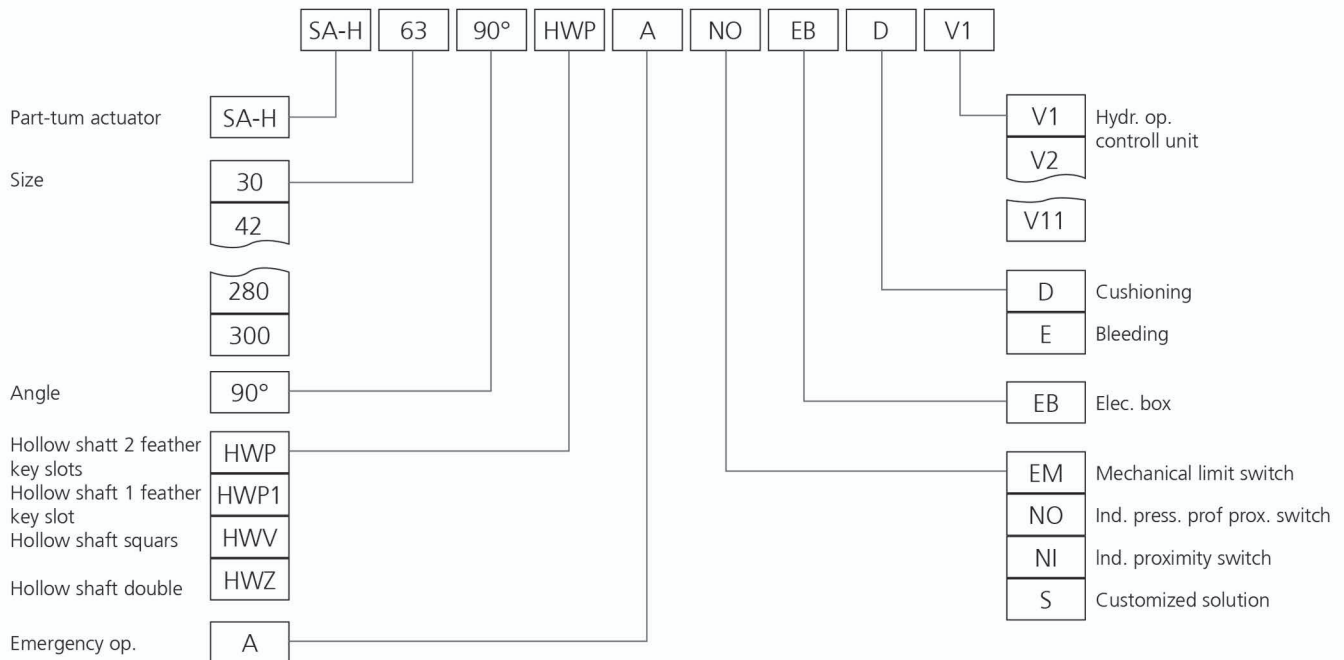 SA-H 63 90° HWP A NO EB D V1
Part-tum actuator SA-H
Size 30
42
280
300
Angle 90°
Hollow shatt 2 feather
key slots
HWP
Hollow shaft 1 feather
key slot
HWP1
Hollow shaft squars HWV
Hollow shaft double HWZ
Emergency op. A
V1 Hydr. op.
controll unit
V2
V11
D Cushioning
E Bleeding
EB Elec. box
EM Mechanical limit switch
NO Ind. press. prof prox. switch
NI Ind. proximity switch
S Customized solution